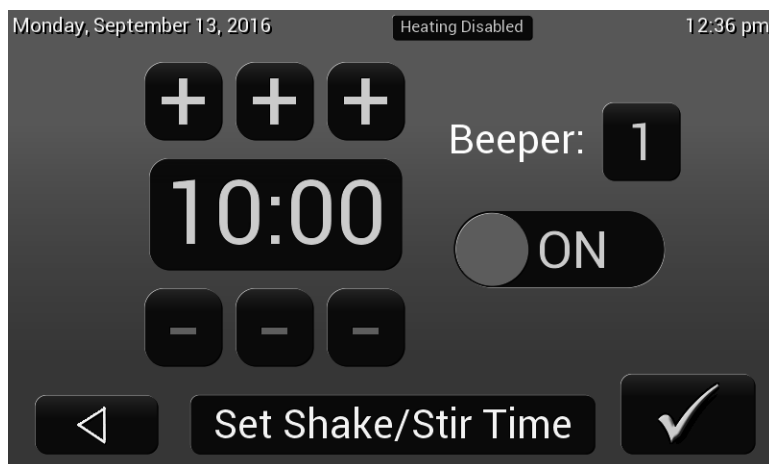 Monday, September 13, 2016 Heating Disabled 12:36 pm
+ + +
Beeper: 1
10:00
ON
- - -
Set Shake/Stir Time